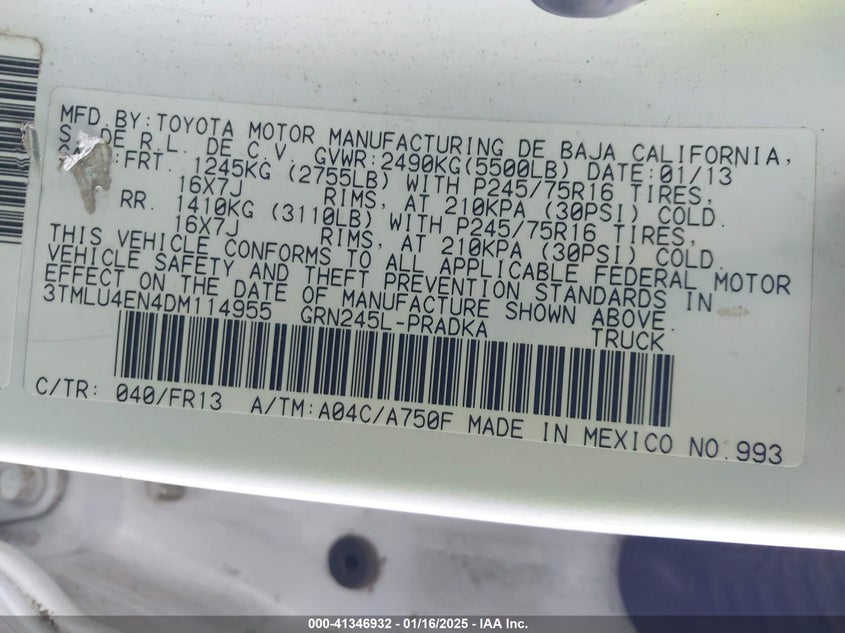 MFD BY:TOYOTA MOTOR MANUFACTURING DE BAJA CALIFORNIA,
S. DE R.L. DE C.V. GVWR:2490KG(5500LB) DATE:01/13
:FRT. 1245KG (2755LB) WITH P245/75R16 TIRES,
16X7J RIMS, AT 210KPA (30PSI) COLD.
RR. 1410KG (3110LB) WITH P245/75R16 TIRES,
16X7J RIMS, AT 210KPA (30PSI) COLD.
THIS VEHICLE CONFORMS TO ALL APPLICABLE FEDERAL MOTOR
VEHICLE SAFETY AND THEFT PREVENTION STANDARDS IN
EFFECT ON THE DATE OF MANUFACTURE SHOWN ABOVE.
3TMLU4EN4DM114955 GRN245L-PRADKA TRUCK
C/TR: 040/FR13 A/TM:A04C/A750F MADE IN MEXICO NO.993
000-41346932 - 01/16/2025 - IAA Inc.